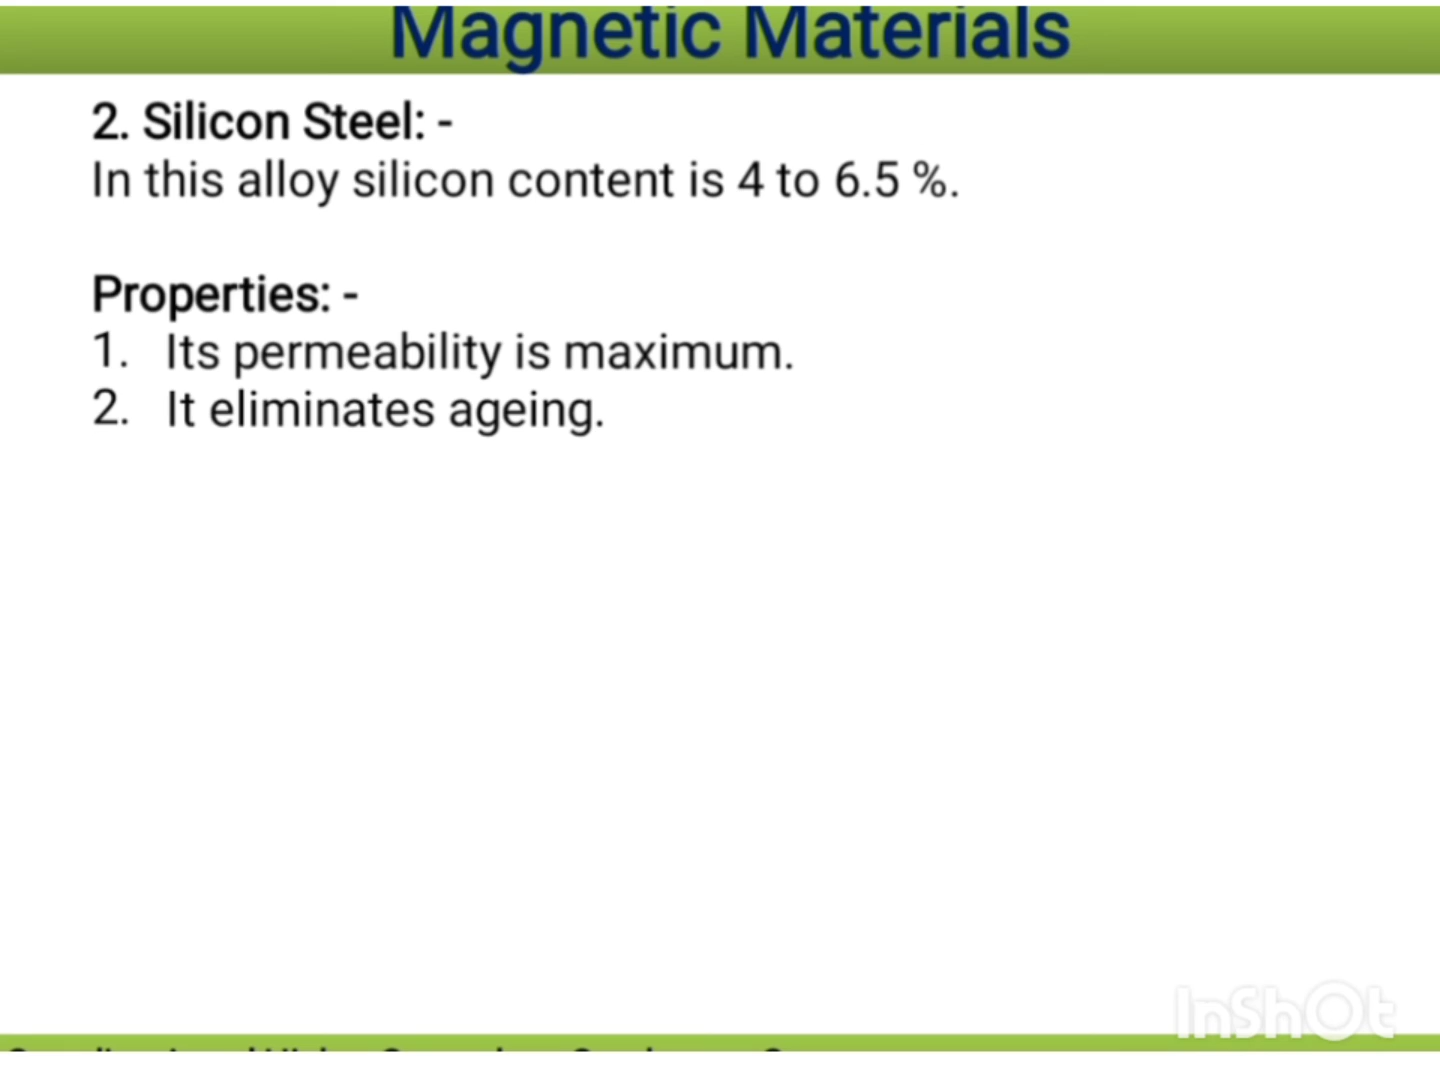 Magnetic Materials
2. Silicon Steel: -
In this alloy silicon content is 4 to 6.5 %.
Properties: -
1. Its permeability is maximum.
2. It eliminates ageing.
InShOt